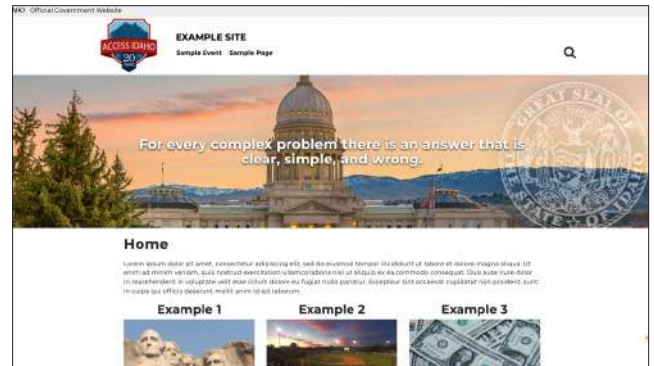 Official Government Website
ACCESS IDAHO
20
YEARS
EXAMPLE SITE
Sample Event Sample Page
For every complex problem there is an answer that is
clear, simple, and wrong.
GREAT SEAL OF
THE STATE OF IDAHO
Home
Lorem ipsum dolor sit amet, consectetur adipiscing elit, sed do eiusmod tempor incididunt ut labore et dolore magna aliqua. Ut
enim ad minim veniam, quis nostrud exercitation ullamco laboris nisi ut aliquip ex ea commodo consequat. Duis aute irure dolor
in reprehenderit in voluptate velit esse cillum dolore eu fugiat nulla pariatur. Excepteur sint occaecat cupidatat non proident, sunt
in culpa qui officia deserunt mollit anim id est laborum.
Example 1 Example 2 Example 3